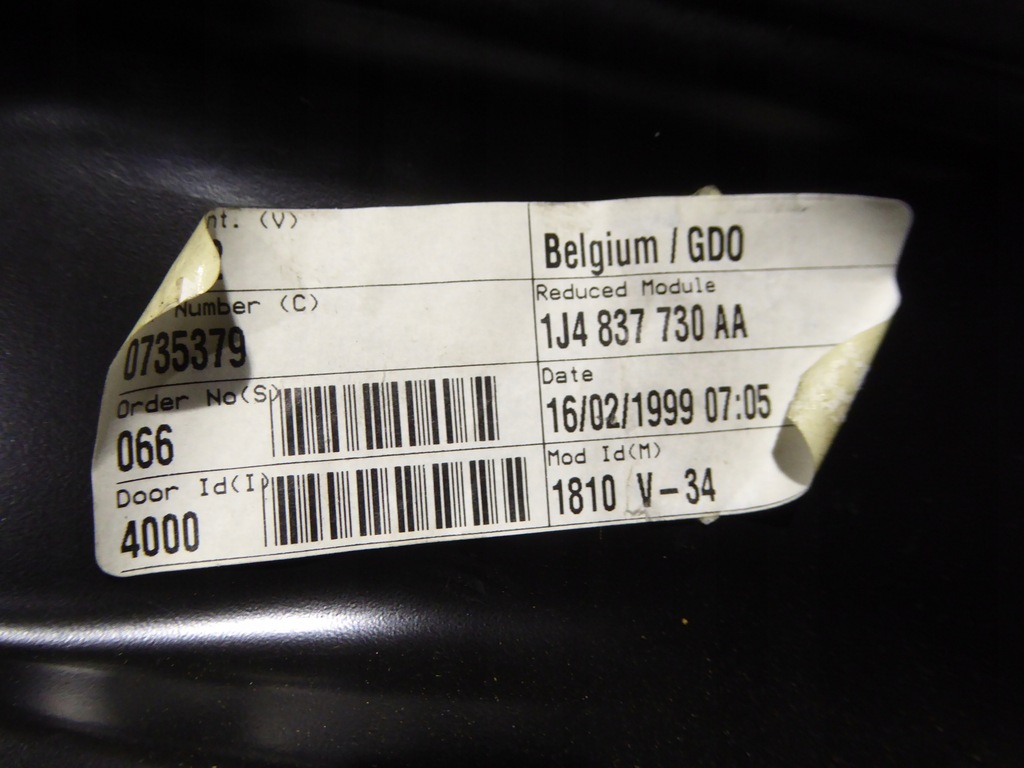 nt. (V)
Number (C)
0735379
Order No(S)
066
Door Id(I)
4000
Belgium / GDO
Reduced Module
1J4 837 730 AA
Date
16/02/1999 07:05
Mod Id(M)
1810 V-34